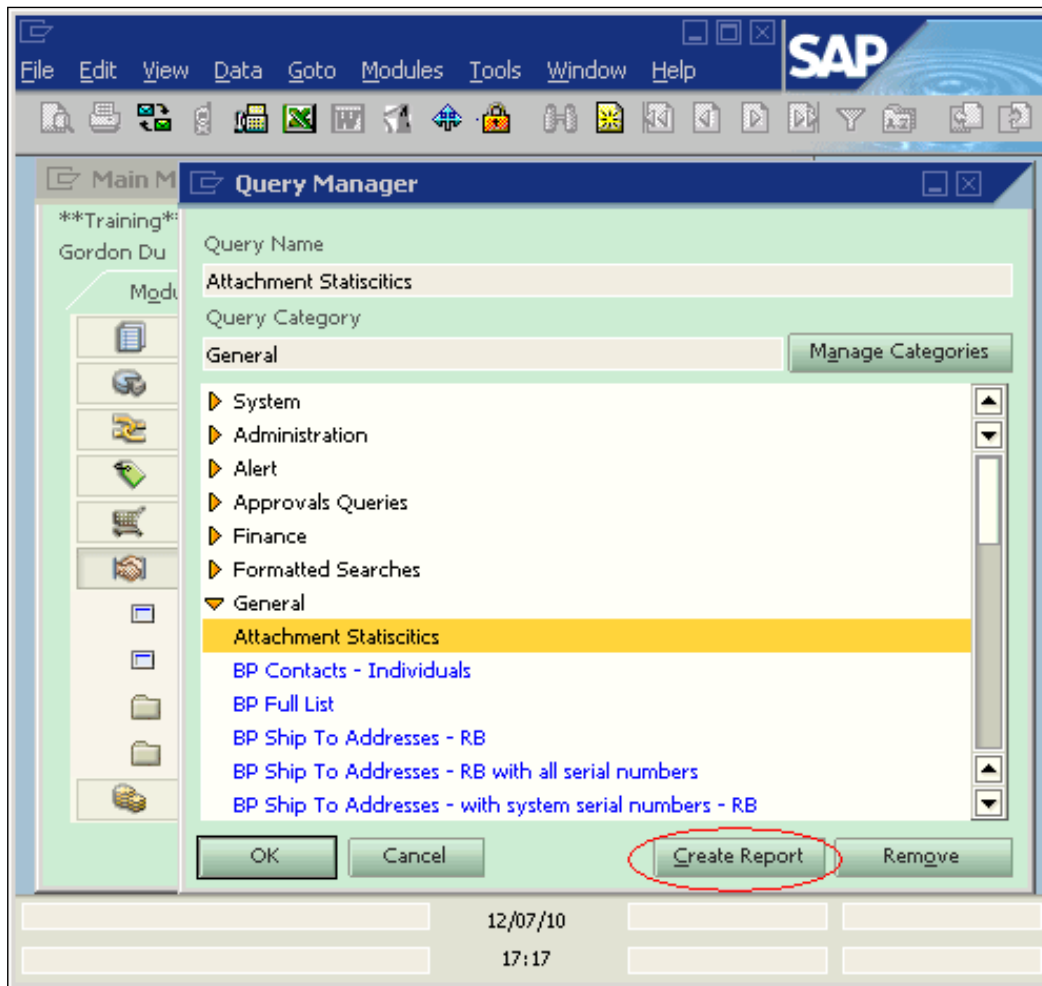 SAP
File Edit View Data Goto Modules Tools Window Help
Main M
Query Manager
**Training**
Gordon Du
Modu
Query Name
Attachment Statiscitics
Query Category
General
Manage Categories
System
Administration
Alert
Approvals Queries
Finance
Formatted Searches
General
Attachment Statiscitics
BP Contacts - Individuals
BP Full List
BP Ship To Addresses - RB
BP Ship To Addresses - RB with all serial numbers
BP Ship To Addresses - with system serial numbers - RB
OK Cancel Create Report Remove
12/07/10
17:17